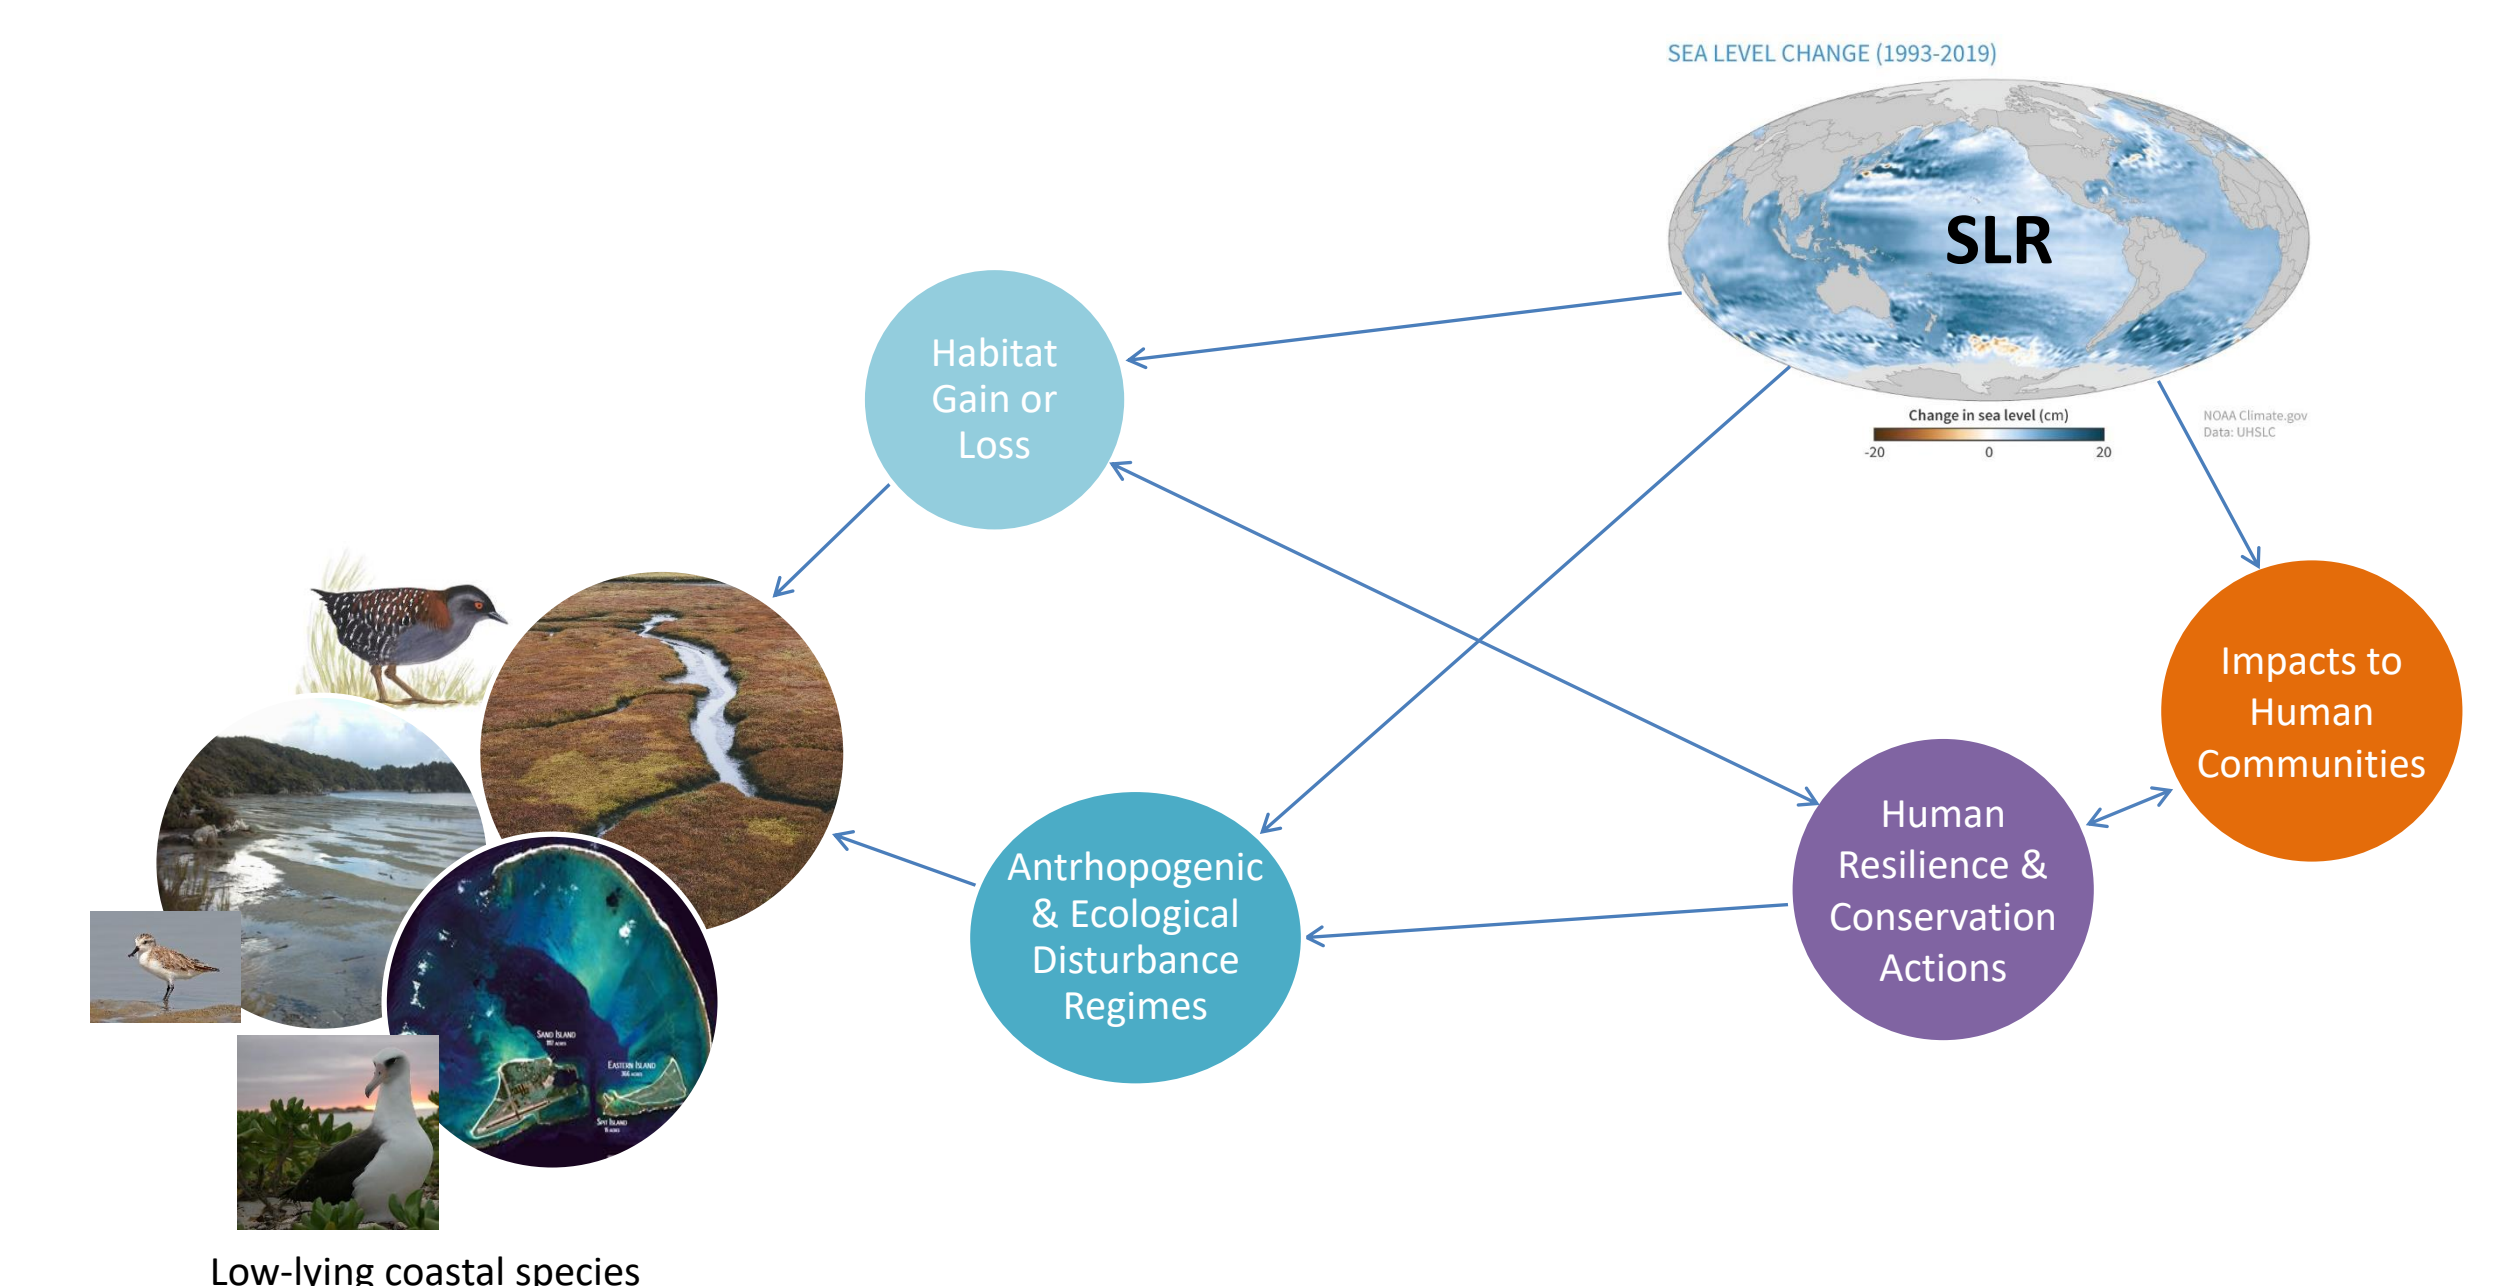 SEA LEVEL CHANGE (1993-2019)
SLR
Change in sea level (cm)
-20 0 20
NOAA Climate.gov
Data: UHSLC
Habitat
Gain or
Loss
Impacts to
Human
Communities
Human
Resilience &
Conservation
Actions
Antrhopogenic
& Ecological
Disturbance
Regimes
SAND ISLAND
EASTERN ISLAND
366 ACRES
SPIT ISLAND
Low-lying coastal species